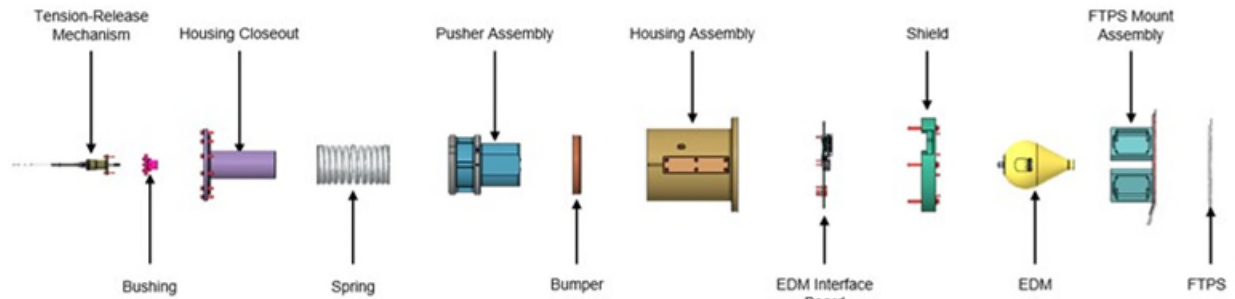 Tension-Release
Mechanism
Housing Closeout
Pusher Assembly
Housing Assembly
Shield
FTPS Mount
Assembly
Bushing
Spring
Bumper
EDM Interface
EDM
FTPS